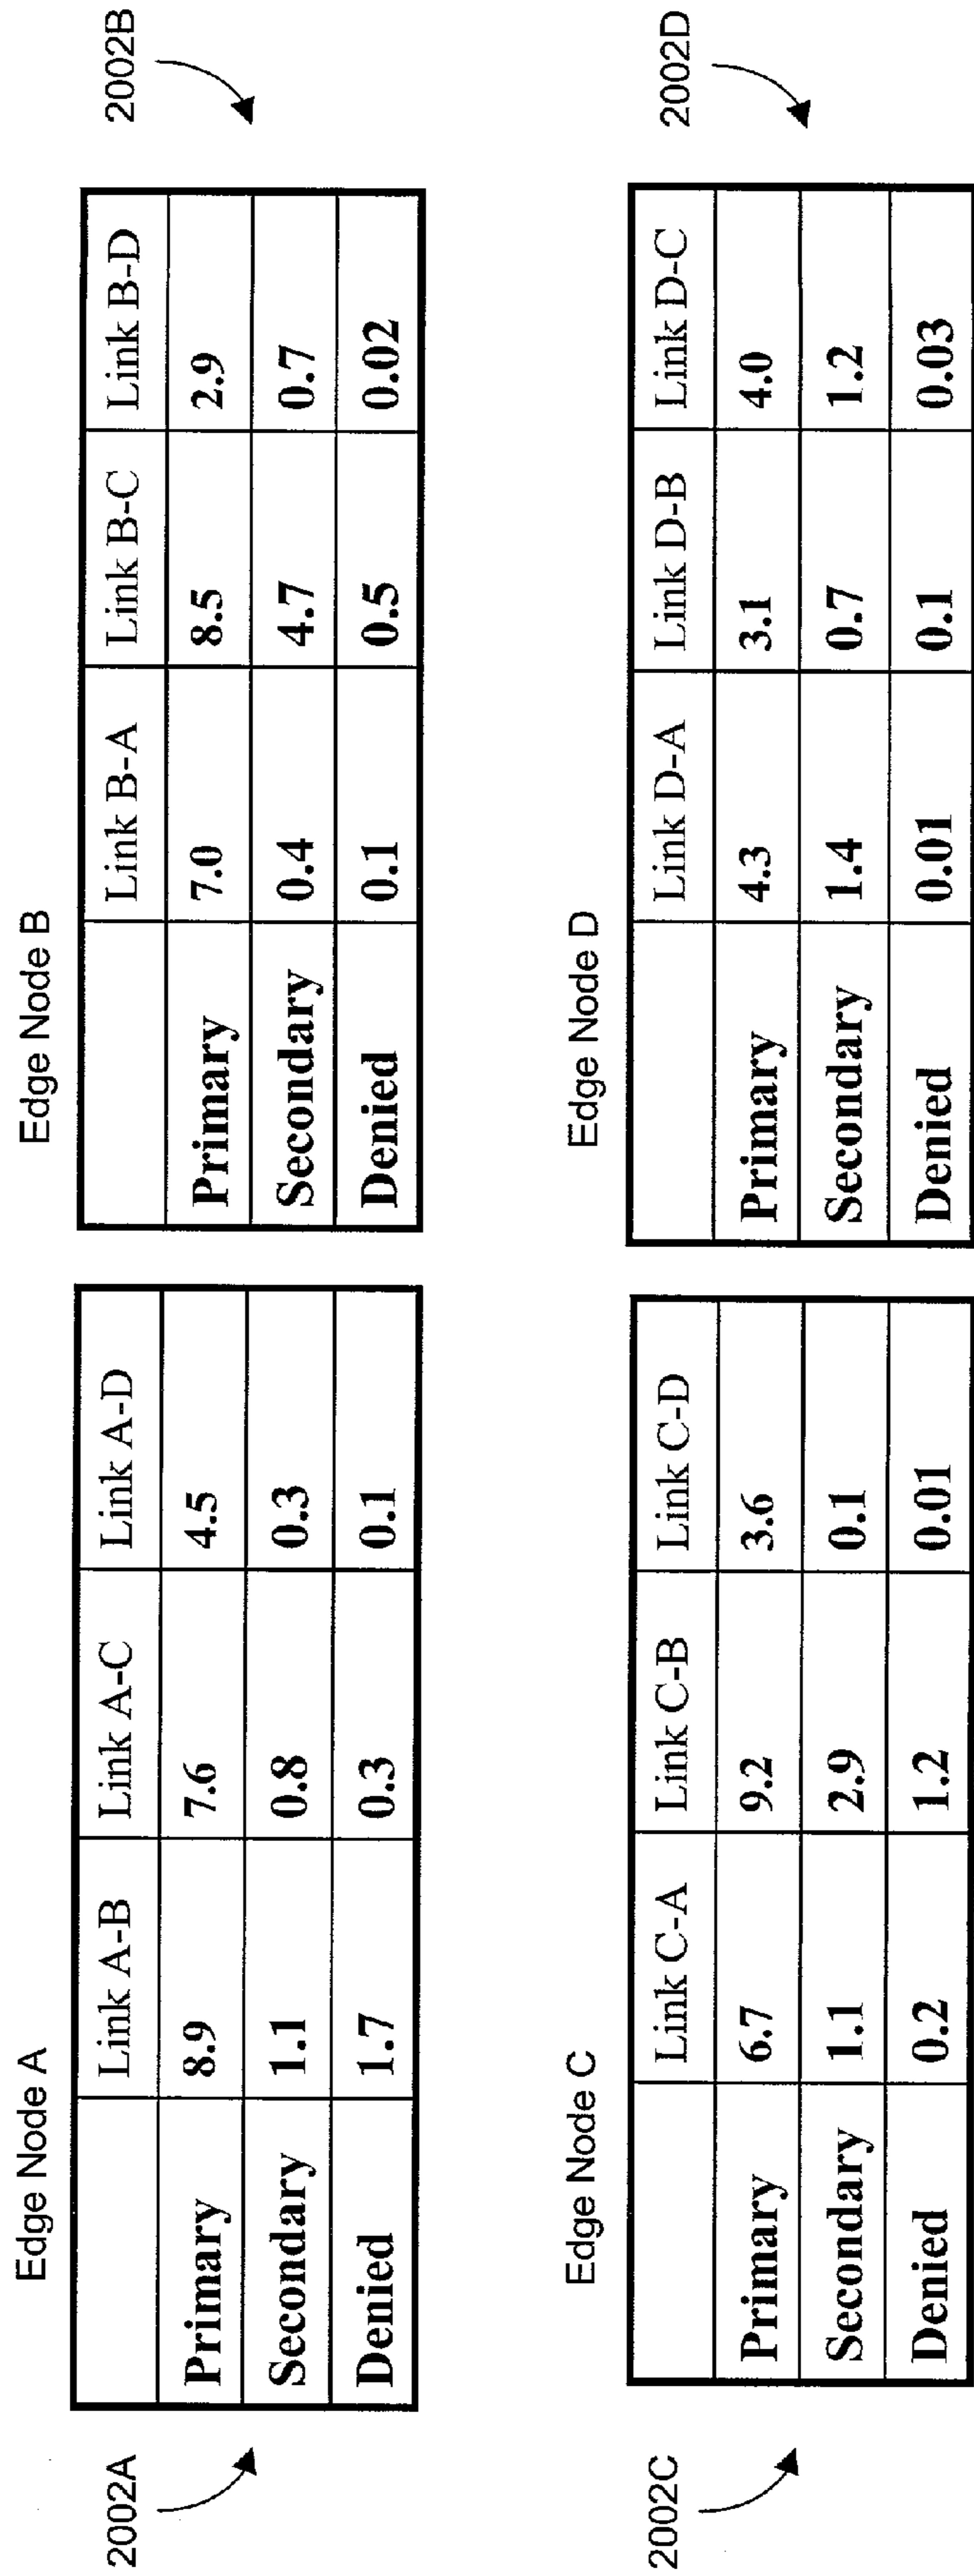 Edge Node A
2002A
Link A-B Link A-C Link A-D
Primary 8.9 7.6 4.5
Secondary 1.1 0.8 0.3
Denied 1.7 0.3 0.1
Edge Node B
2002B
Link B-A Link B-C Link B-D
Primary 7.0 8.5 2.9
Secondary 0.4 4.7 0.7
Denied 0.1 0.5 0.02
Edge Node C
2002C
Link C-A Link C-B Link C-D
Primary 6.7 9.2 3.6
Secondary 1.1 2.9 0.1
Denied 0.2 1.2 0.01
Edge Node D
2002D
Link D-A Link D-B Link D-C
Primary 4.3 3.1 4.0
Secondary 1.4 0.7 1.2
Denied 0.01 0.1 0.03